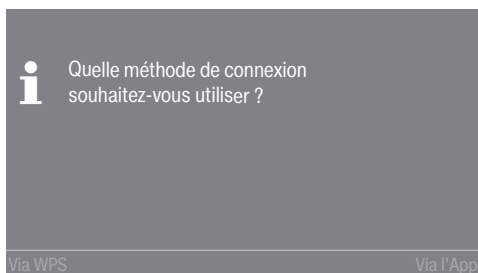 Quelle méthode de connexion
souhaitez-vous utiliser ?
Via WPS
Via l'App